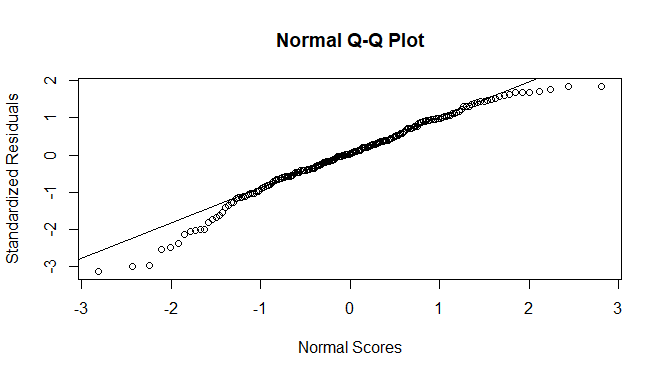 Normal Q-Q Plot
Standardized Residuals
2
1
0
-1
-2
-3
-3 -2 -1 0 1 2 3
Normal Scores